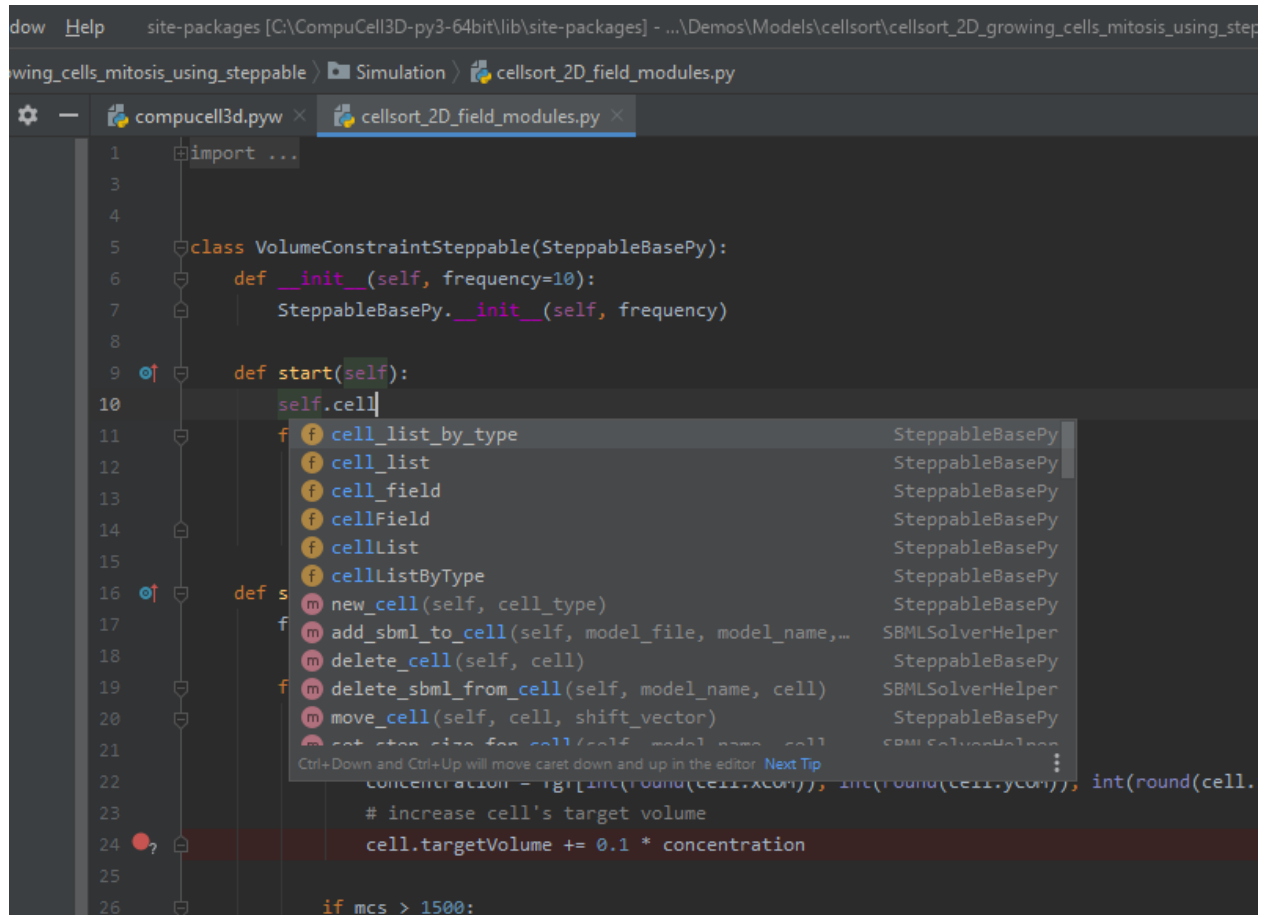 dow Help site-packages [C:\CompuCell3D-py3-64bit\lib\site-packages] - ...\Demos\Models\cellsort\cellsort_2D_growing_cells_mitosis_using_step
wing_cells_mitosis_using_steppable Simulation cellsort_2D_field_modules.py
compucell3d.pyw cellsort_2D_field_modules.py
1 import ...
3
4
5 class VolumeConstraintSteppable(SteppableBasePy):
6 def __init__(self, frequency=10):
7 SteppableBasePy.__init__(self, frequency)
8
9 def start(self):
10 self.cell
11 f cell_list_by_type SteppableBasePy
12 cell_list SteppableBasePy
13 cell_field SteppableBasePy
14 cellField SteppableBasePy
15 cellList SteppableBasePy
cellListByType SteppableBasePy
16 def s new_cell(self, cell_type) SteppableBasePy
17 f add_sbml_to_cell(self, model_file, model_name,... SBMLSolverHelper
18 delete_cell(self, cell) SteppableBasePy
19 f delete_sbml_from_cell(self, model_name, cell) SBMLSolverHelper
20 move_cell(self, cell, shift_vector) SteppableBasePy
21 set_step_size_for_cell(self, model_name, cell SBMLSolverHelper
Ctrl+Down and Ctrl+Up will move caret down and up in the editor Next Tip
22 concentration = fgf[int(round(cell.xCOM)), int(round(cell.yCOM)), int(round(cell.
23 # increase cell's target volume
24 cell.targetVolume += 0.1 * concentration
25
26 if mcs > 1500: